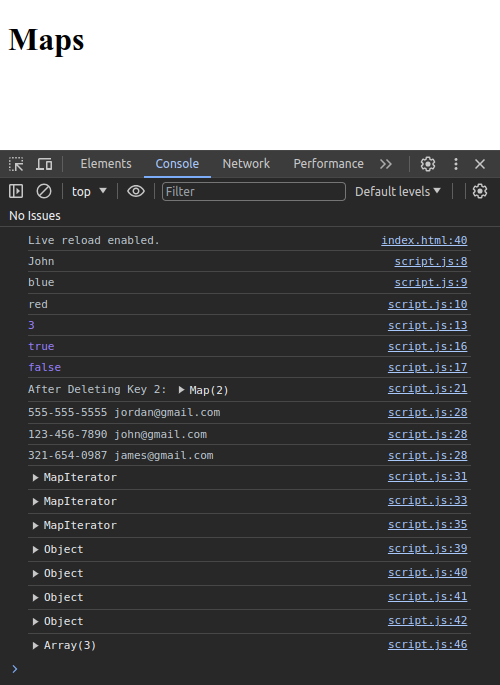 Maps
Elements Console Network Performance
top Filter Default levels
No Issues
Live reload enabled. index.html:40
John script.js:8
blue script.js:9
red script.js:10
3 script.js:13
true script.js:16
false script.js:17
After Deleting Key 2: Map(2) script.js:21
555-555-5555 jordan@gmail.com script.js:28
123-456-7890 john@gmail.com script.js:28
321-654-0987 james@gmail.com script.js:28
MapIterator script.js:31
MapIterator script.js:33
MapIterator script.js:35
Object script.js:39
Object script.js:40
Object script.js:41
Object script.js:42
Array(3) script.js:46